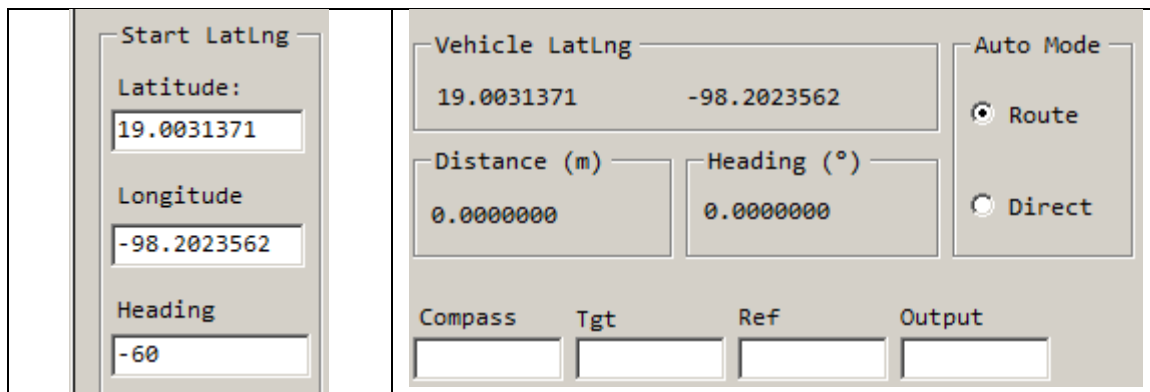 Start LatLng
Latitude:
19.0031371
Longitude
-98.2023562
Heading
-60
Vehicle LatLng
19.0031371 -98.2023562
Distance (m)
0.0000000
Heading (°)
0.0000000
Auto Mode
Route
Direct
Compass Tgt Ref Output